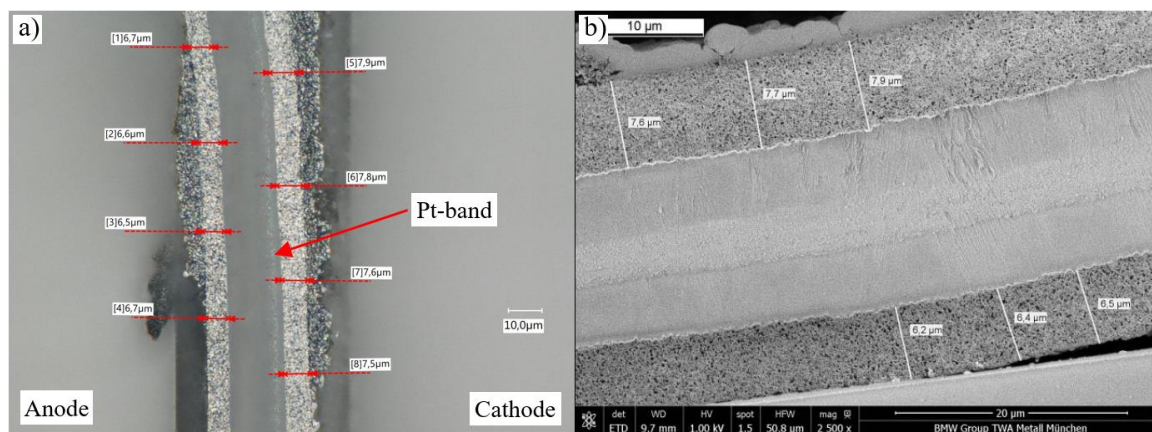 a)
[1]6,7µm
[2]6,6µm
[3]6,5µm
[4]6,7µm
[5]7,9µm
[6]7,8µm
[7]7,6µm
[8]7,5µm
Pt-band
10,0µm
Anode
Cathode
b)
10 µm
7,6 µm
7,7 µm
7,9 µm
6,2 µm
6,4 µm
6,5 µm
det WD HV spot HFW mag
ETD 9.7 mm 1.00 kV 1.5 50.8 µm 2 500 x
20 µm
BMW Group TWA Metall München